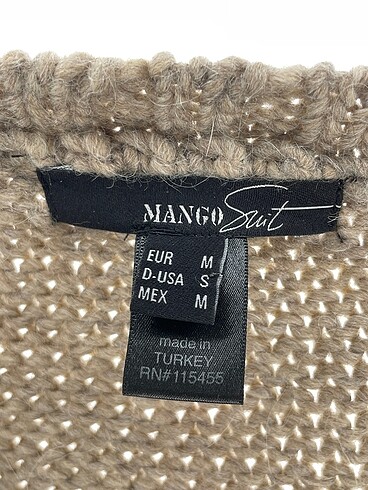 MANGO Suit
EUR M
D-USA S
MEX M
made in
TURKEY
RN#115455